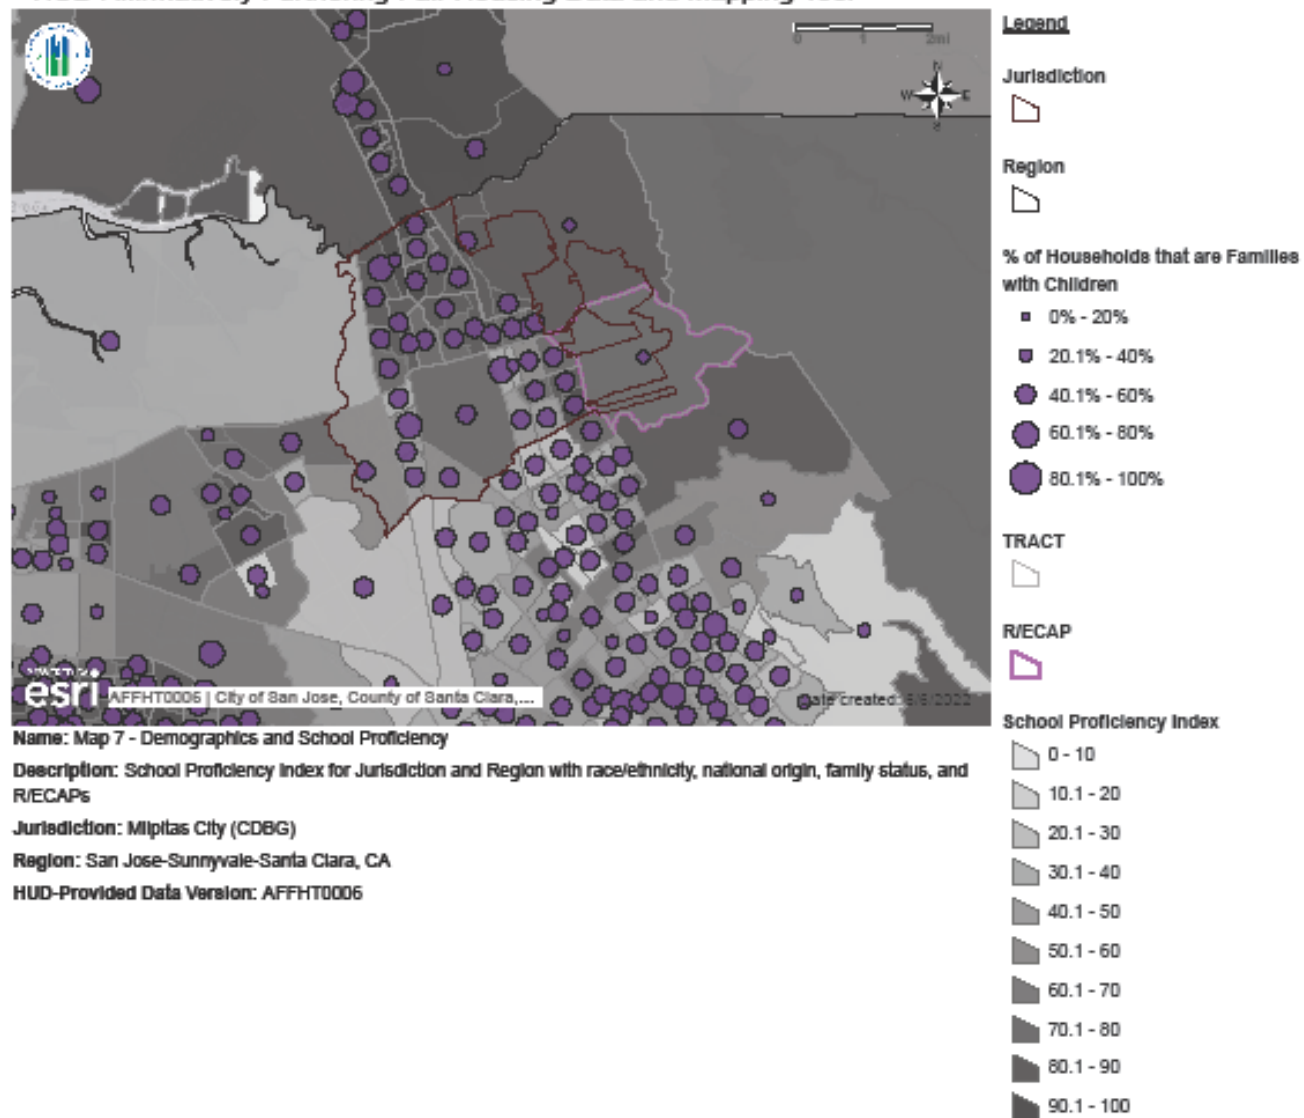 0 1 2mi
N
W E
S
esri
AFFHT0006 | City of San Jose, County of Santa Clara,...
Date created: 6/6/2022
Name: Map 7 - Demographics and School Proficiency
Description: School Proficiency Index for Jurisdiction and Region with race/ethnicity, national origin, family status, and
R/ECAPs
Jurisdiction: Milpitas City (CDBG)
Region: San Jose-Sunnyvale-Santa Clara, CA
HUD-Provided Data Version: AFFHT0006
Legend
Jurisdiction
Region
% of Households that are Families
with Children
0% - 20%
20.1% - 40%
40.1% - 60%
60.1% - 80%
80.1% - 100%
TRACT
R/ECAP
School Proficiency Index
0 - 10
10.1 - 20
20.1 - 30
30.1 - 40
40.1 - 50
50.1 - 60
60.1 - 70
70.1 - 80
80.1 - 90
90.1 - 100